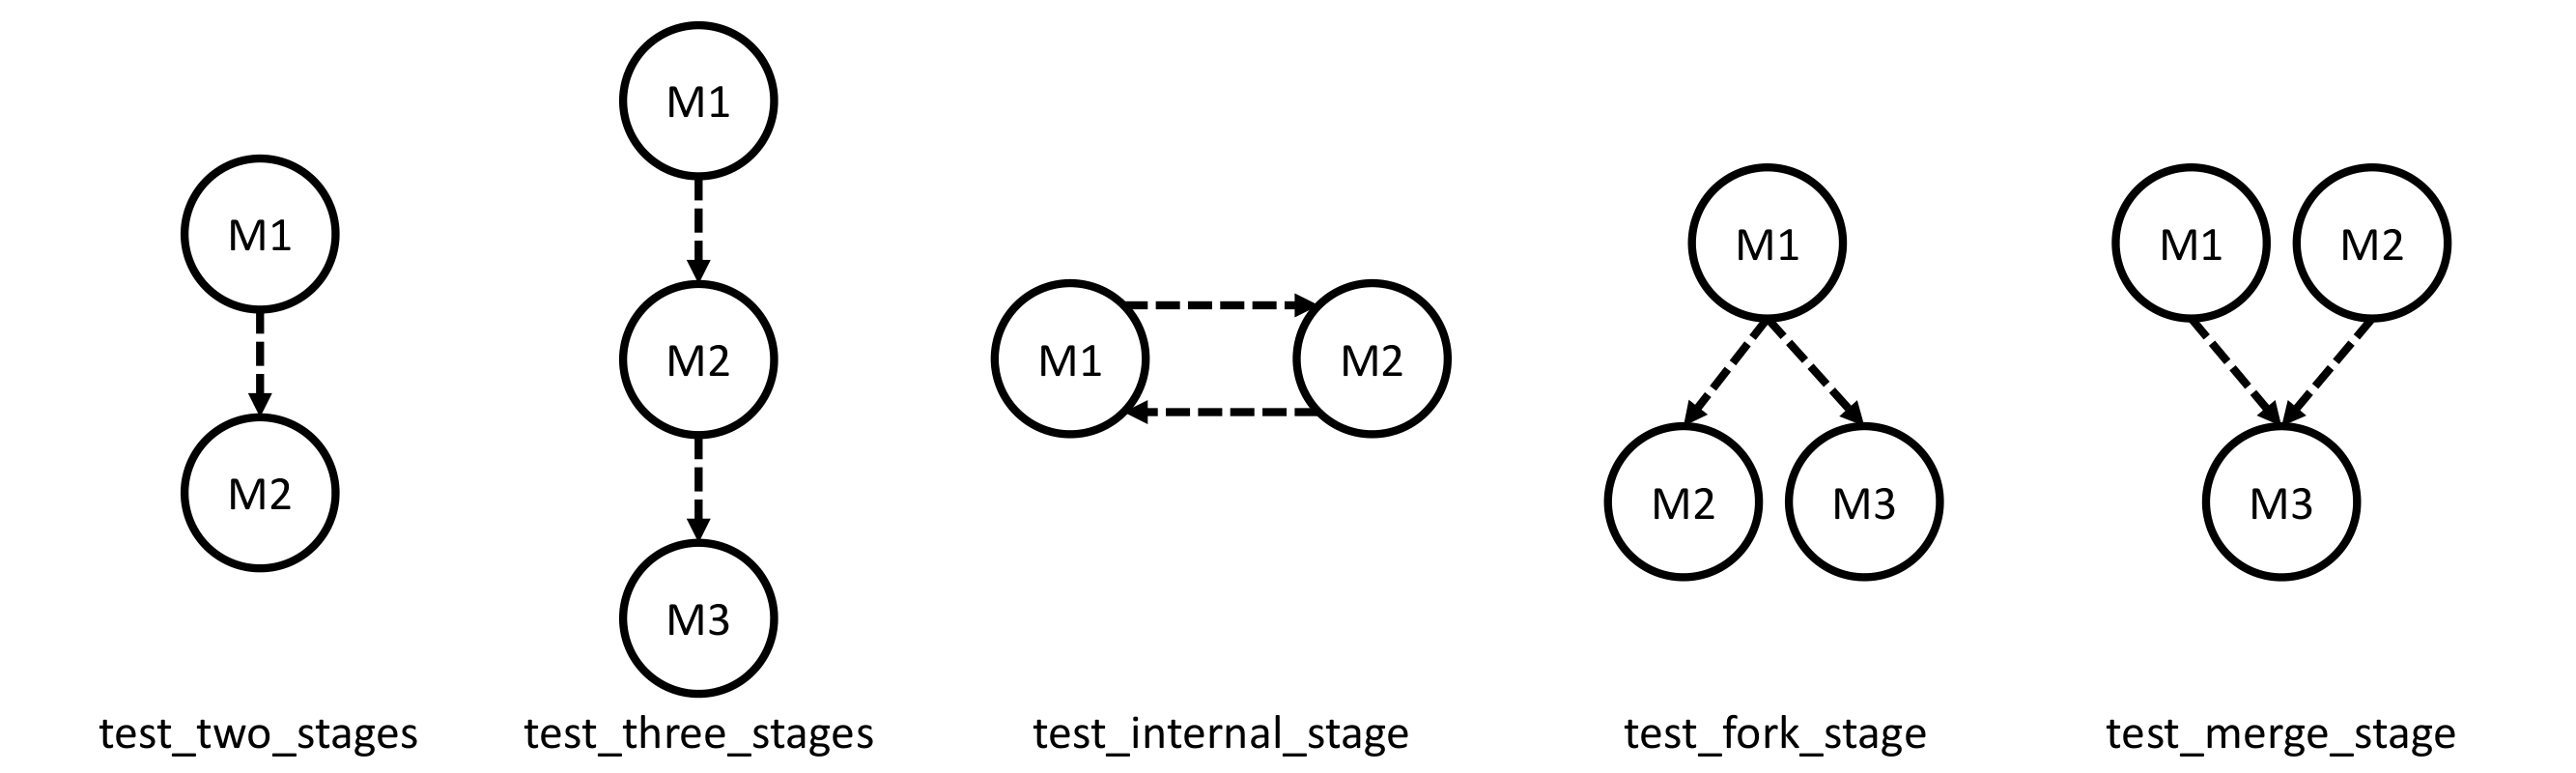 M1
M2
test_two_stages
M1
M2
M3
test_three_stages
M1
M2
test_internal_stage
M1
M2
M3
test_fork_stage
M1
M2
M3
test_merge_stage